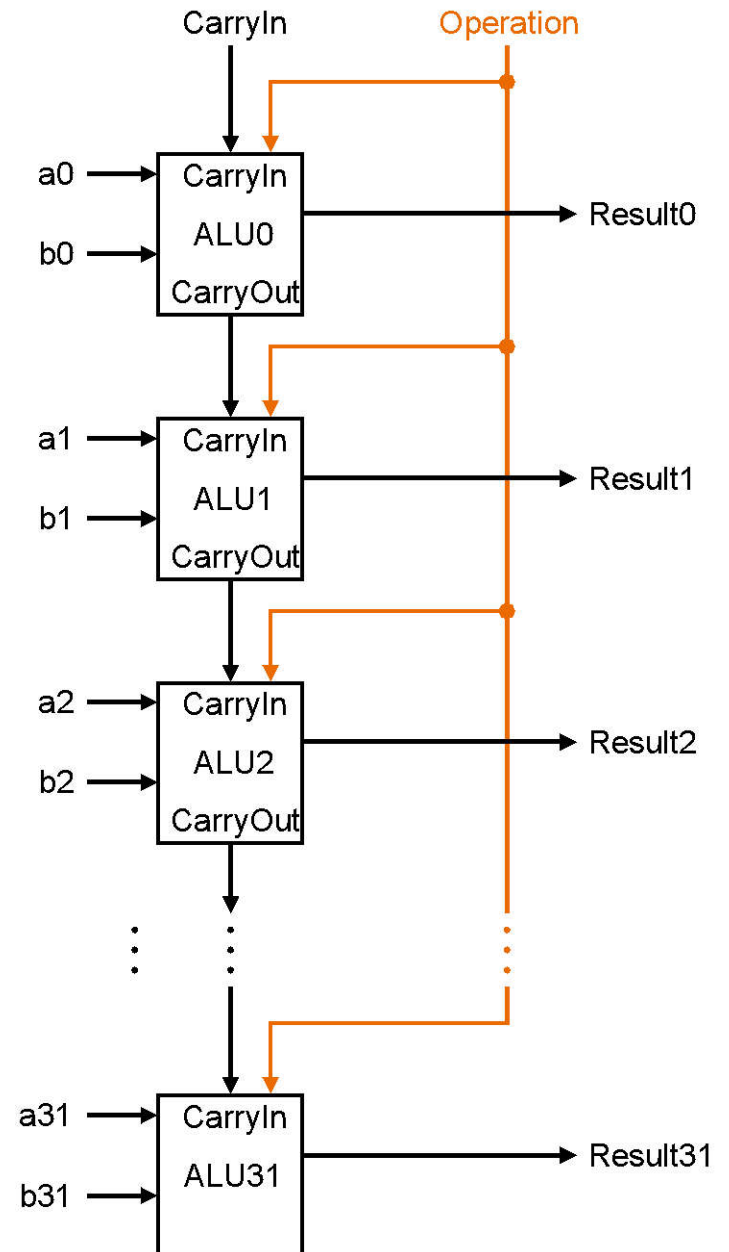 CarryIn Operation
a0 CarryIn
ALU0 Result0
b0
CarryOut
a1 CarryIn
ALU1 Result1
b1
CarryOut
a2 CarryIn
ALU2 Result2
b2
CarryOut
a31 CarryIn
ALU31 Result31
b31